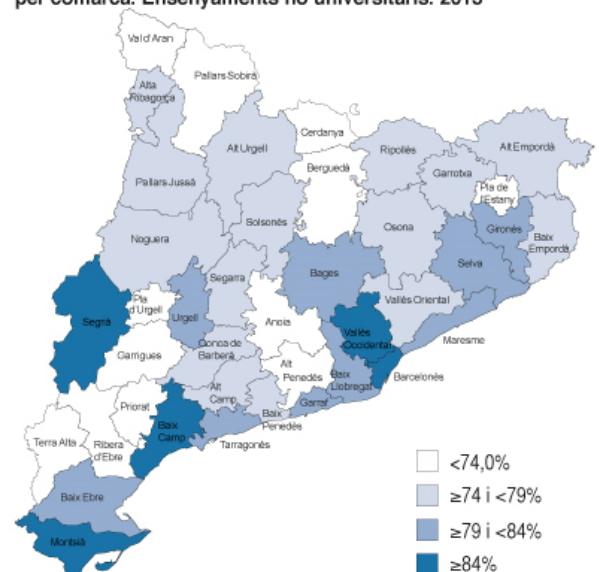 per comarca. Ensenyaments no universitaris. 2013
Val d'Aran
Pallars Sobirà
Alta
Ribagorça
Cerdanya
Alt Urgell
Ripollès
Alt Empordà
Berguedà
Garrotxa
Pallars Jussà
Pla de
l'Estany
Solsonès
Osona
Gironès
Noguera
Baix
Empordà
Selva
Bages
Segarra
Vallès Oriental
Pla
d'Urgell
Urgell
Anoia
Segrià
Vallès
Occidental
Maresme
Conca de
Barberà
Garrigues
Alt
Penedès
Baix
Llobregat
Barcelonès
Alt
Camp
Garraf
Priorat
Baix
Penedès
Baix
Camp
Terra Alta
Ribera
d'Ebre
Tarragonès
Baix Ebre
Montsià
<74,0%
≥74 i <79%
≥79 i <84%
≥84%